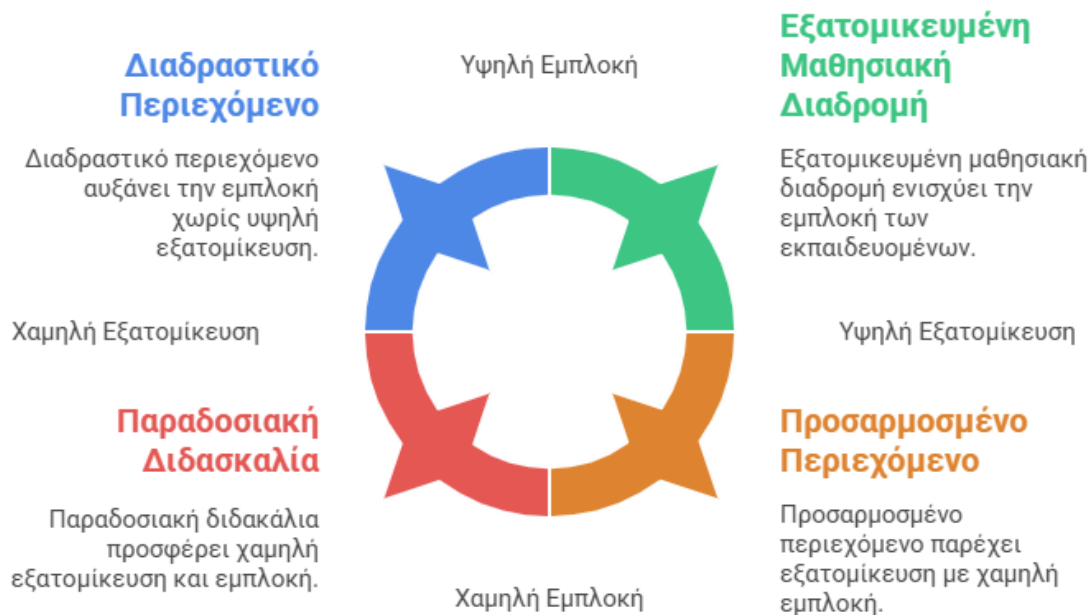 Διαδραστικό
Περιεχόμενο
Διαδραστικό περιεχόμενο
αυξάνει την εμπλοκή
χωρίς υψηλή
εξατομίκευση.
Υψηλή Εμπλοκή
Εξατομικευμένη
Μαθησιακή
Διαδρομή
Εξατομικευμένη μαθησιακή
διαδρομή ενισχύει την
εμπλοκή των
εκπαιδευομένων.
Χαμηλή Εξατομίκευση
Υψηλή Εξατομίκευση
Παραδοσιακή
Διδασκαλία
Παραδοσιακή διδακάλια
προσφέρει χαμηλή
εξατομίκευση και εμπλοκή.
Χαμηλή Εμπλοκή
Προσαρμοσμένο
Περιεχόμενο
Προσαρμοσμένο
περιεχόμενο παρέχει
εξατομίκευση με χαμηλή
εμπλοκή.